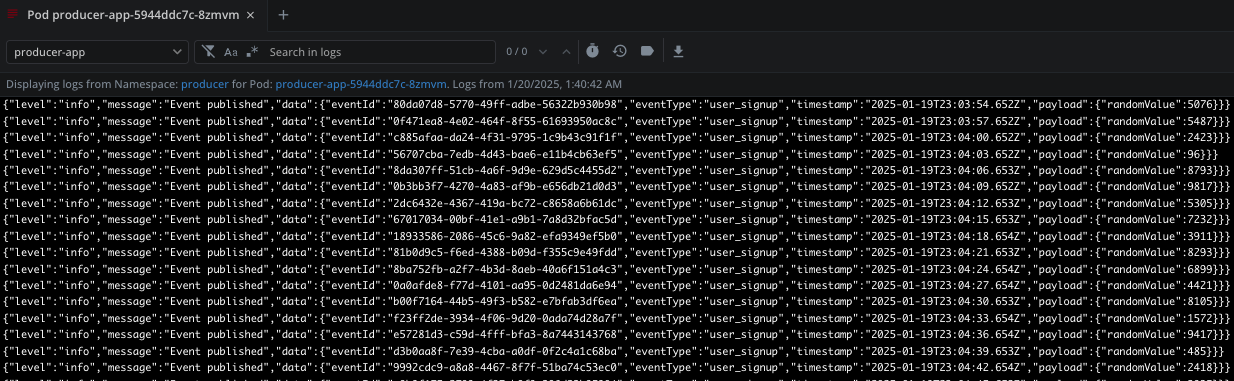 Pod producer-app-5944ddc7c-8zmvm
producer-app
Aa .* Search in logs 0 / 0
Displaying logs from Namespace: producer for Pod: producer-app-5944ddc7c-8zmvm. Logs from 1/20/2025, 1:40:42 AM
{"level":"info","message":"Event published","data":{"eventId":"80da07d8-5770-49ff-adbe-56322b930b98","eventType":"user_signup","timestamp":"2025-01-19T23:03:54.652Z","payload":{"randomValue":5076}}}
{"level":"info","message":"Event published","data":{"eventId":"0f471ea8-4e02-464f-8f55-61693950ac8c","eventType":"user_signup","timestamp":"2025-01-19T23:03:57.652Z","payload":{"randomValue":5487}}}
{"level":"info","message":"Event published","data":{"eventId":"c885afaa-da24-4f31-9795-1c9b43c91f1f","eventType":"user_signup","timestamp":"2025-01-19T23:04:00.652Z","payload":{"randomValue":2423}}}
{"level":"info","message":"Event published","data":{"eventId":"56707cba-7edb-4d43-bae6-e11b4cb63ef5","eventType":"user_signup","timestamp":"2025-01-19T23:04:03.652Z","payload":{"randomValue":96}}}
{"level":"info","message":"Event published","data":{"eventId":"8da307ff-51cb-4a6f-9d9e-629d5c4455d2","eventType":"user_signup","timestamp":"2025-01-19T23:04:06.653Z","payload":{"randomValue":8793}}}
{"level":"info","message":"Event published","data":{"eventId":"0b3bb3f7-4270-4a83-af9b-e656db21d0d3","eventType":"user_signup","timestamp":"2025-01-19T23:04:09.652Z","payload":{"randomValue":9817}}}
{"level":"info","message":"Event published","data":{"eventId":"2dc6432e-4367-419a-bc72-c8658a6b61dc","eventType":"user_signup","timestamp":"2025-01-19T23:04:12.653Z","payload":{"randomValue":5305}}}
{"level":"info","message":"Event published","data":{"eventId":"67017034-00bf-41e1-a9b1-7a8d32bfac5d","eventType":"user_signup","timestamp":"2025-01-19T23:04:15.653Z","payload":{"randomValue":7232}}}
{"level":"info","message":"Event published","data":{"eventId":"18933586-2086-45c6-9a82-efa9349ef5b0","eventType":"user_signup","timestamp":"2025-01-19T23:04:18.654Z","payload":{"randomValue":3911}}}
{"level":"info","message":"Event published","data":{"eventId":"81b0d9c5-f6ed-4388-b09d-f355c9e49fdd","eventType":"user_signup","timestamp":"2025-01-19T23:04:21.653Z","payload":{"randomValue":8293}}}
{"level":"info","message":"Event published","data":{"eventId":"8ba752fb-a2f7-4b3d-8aeb-40a6f151a4c3","eventType":"user_signup","timestamp":"2025-01-19T23:04:24.654Z","payload":{"randomValue":6899}}}
{"level":"info","message":"Event published","data":{"eventId":"0a0afde8-f77d-4101-aa95-0d2481da6e94","eventType":"user_signup","timestamp":"2025-01-19T23:04:27.654Z","payload":{"randomValue":4421}}}
{"level":"info","message":"Event published","data":{"eventId":"b00f7164-44b5-49f3-b582-e7bfab3df6ea","eventType":"user_signup","timestamp":"2025-01-19T23:04:30.653Z","payload":{"randomValue":8105}}}
{"level":"info","message":"Event published","data":{"eventId":"f23ff2de-3934-4f06-9d20-0ada74d28a7f","eventType":"user_signup","timestamp":"2025-01-19T23:04:33.654Z","payload":{"randomValue":1572}}}
{"level":"info","message":"Event published","data":{"eventId":"e57281d3-c59d-4fff-bfa3-8a7443143768","eventType":"user_signup","timestamp":"2025-01-19T23:04:36.654Z","payload":{"randomValue":9417}}}
{"level":"info","message":"Event published","data":{"eventId":"d3b0aa8f-7e39-4cba-a0df-0f2c4a1c68ba","eventType":"user_signup","timestamp":"2025-01-19T23:04:39.653Z","payload":{"randomValue":485}}}
{"level":"info","message":"Event published","data":{"eventId":"9992cdc9-a8a8-4467-8f7f-51ba74c53ec0","eventType":"user_signup","timestamp":"2025-01-19T23:04:42.654Z","payload":{"randomValue":2418}}}